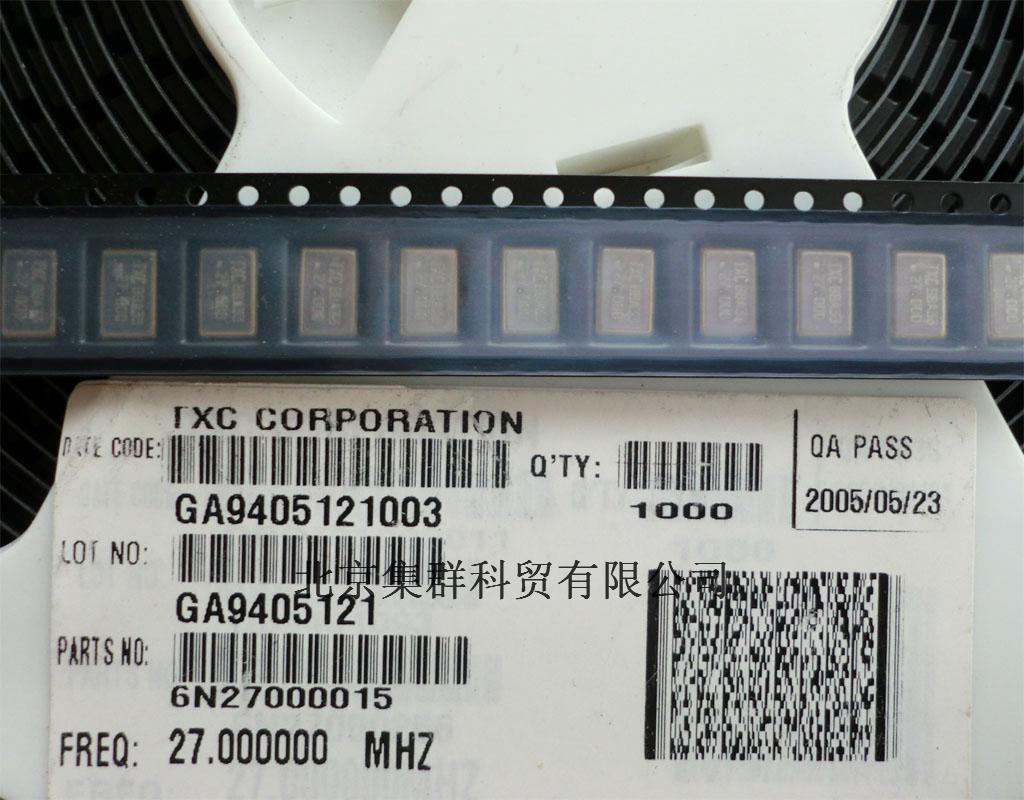 TXC CORPORATION
DATE CODE:
GA9405121003
Q'TY:
1000
QA PASS
2005/05/23
LOT NO:
GA9405121
北京集群科贸有限公司
PARTS NO:
6N27000015
FREQ: 27.000000 MHZ